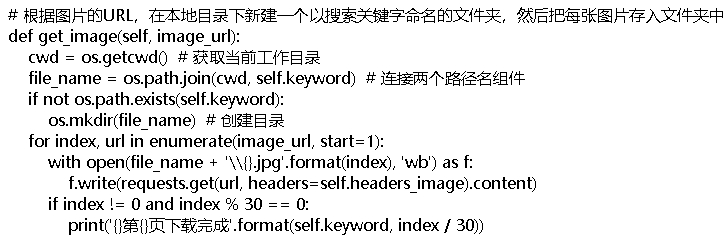 # 根据图片的URL，在本地目录下新建一个以搜索关键字命名的文件夹，然后把每张图片存入文件夹中
def get_image(self, image_url):
    cwd = os.getcwd()  # 获取当前工作目录
    file_name = os.path.join(cwd, self.keyword)  # 连接两个路径名组件
    if not os.path.exists(self.keyword):
        os.mkdir(file_name)  # 创建目录
    for index, url in enumerate(image_url, start=1):
        with open(file_name + '\\{}.jpg'.format(index), 'wb') as f:
            f.write(requests.get(url, headers=self.headers_image).content)
        if index != 0 and index % 30 == 0:
            print('{}第{}页下载完成'.format(self.keyword, index / 30))